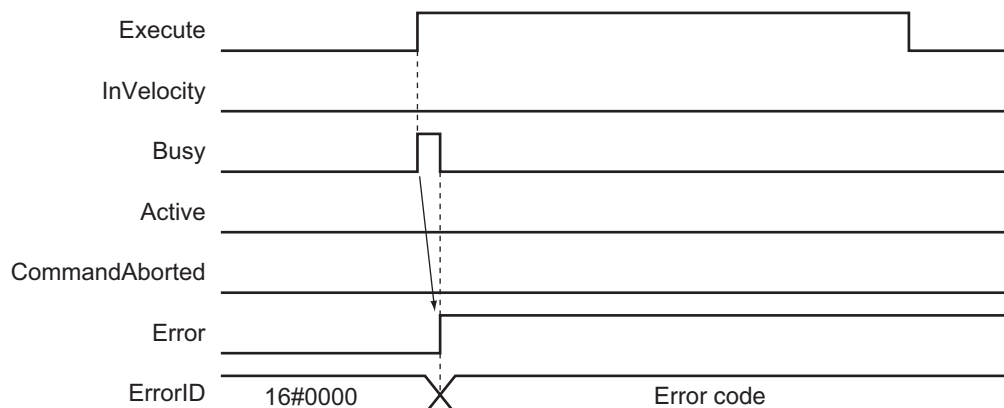 Execute
InVelocity
Busy
Active
CommandAborted
Error
ErrorID 16#0000 Error code